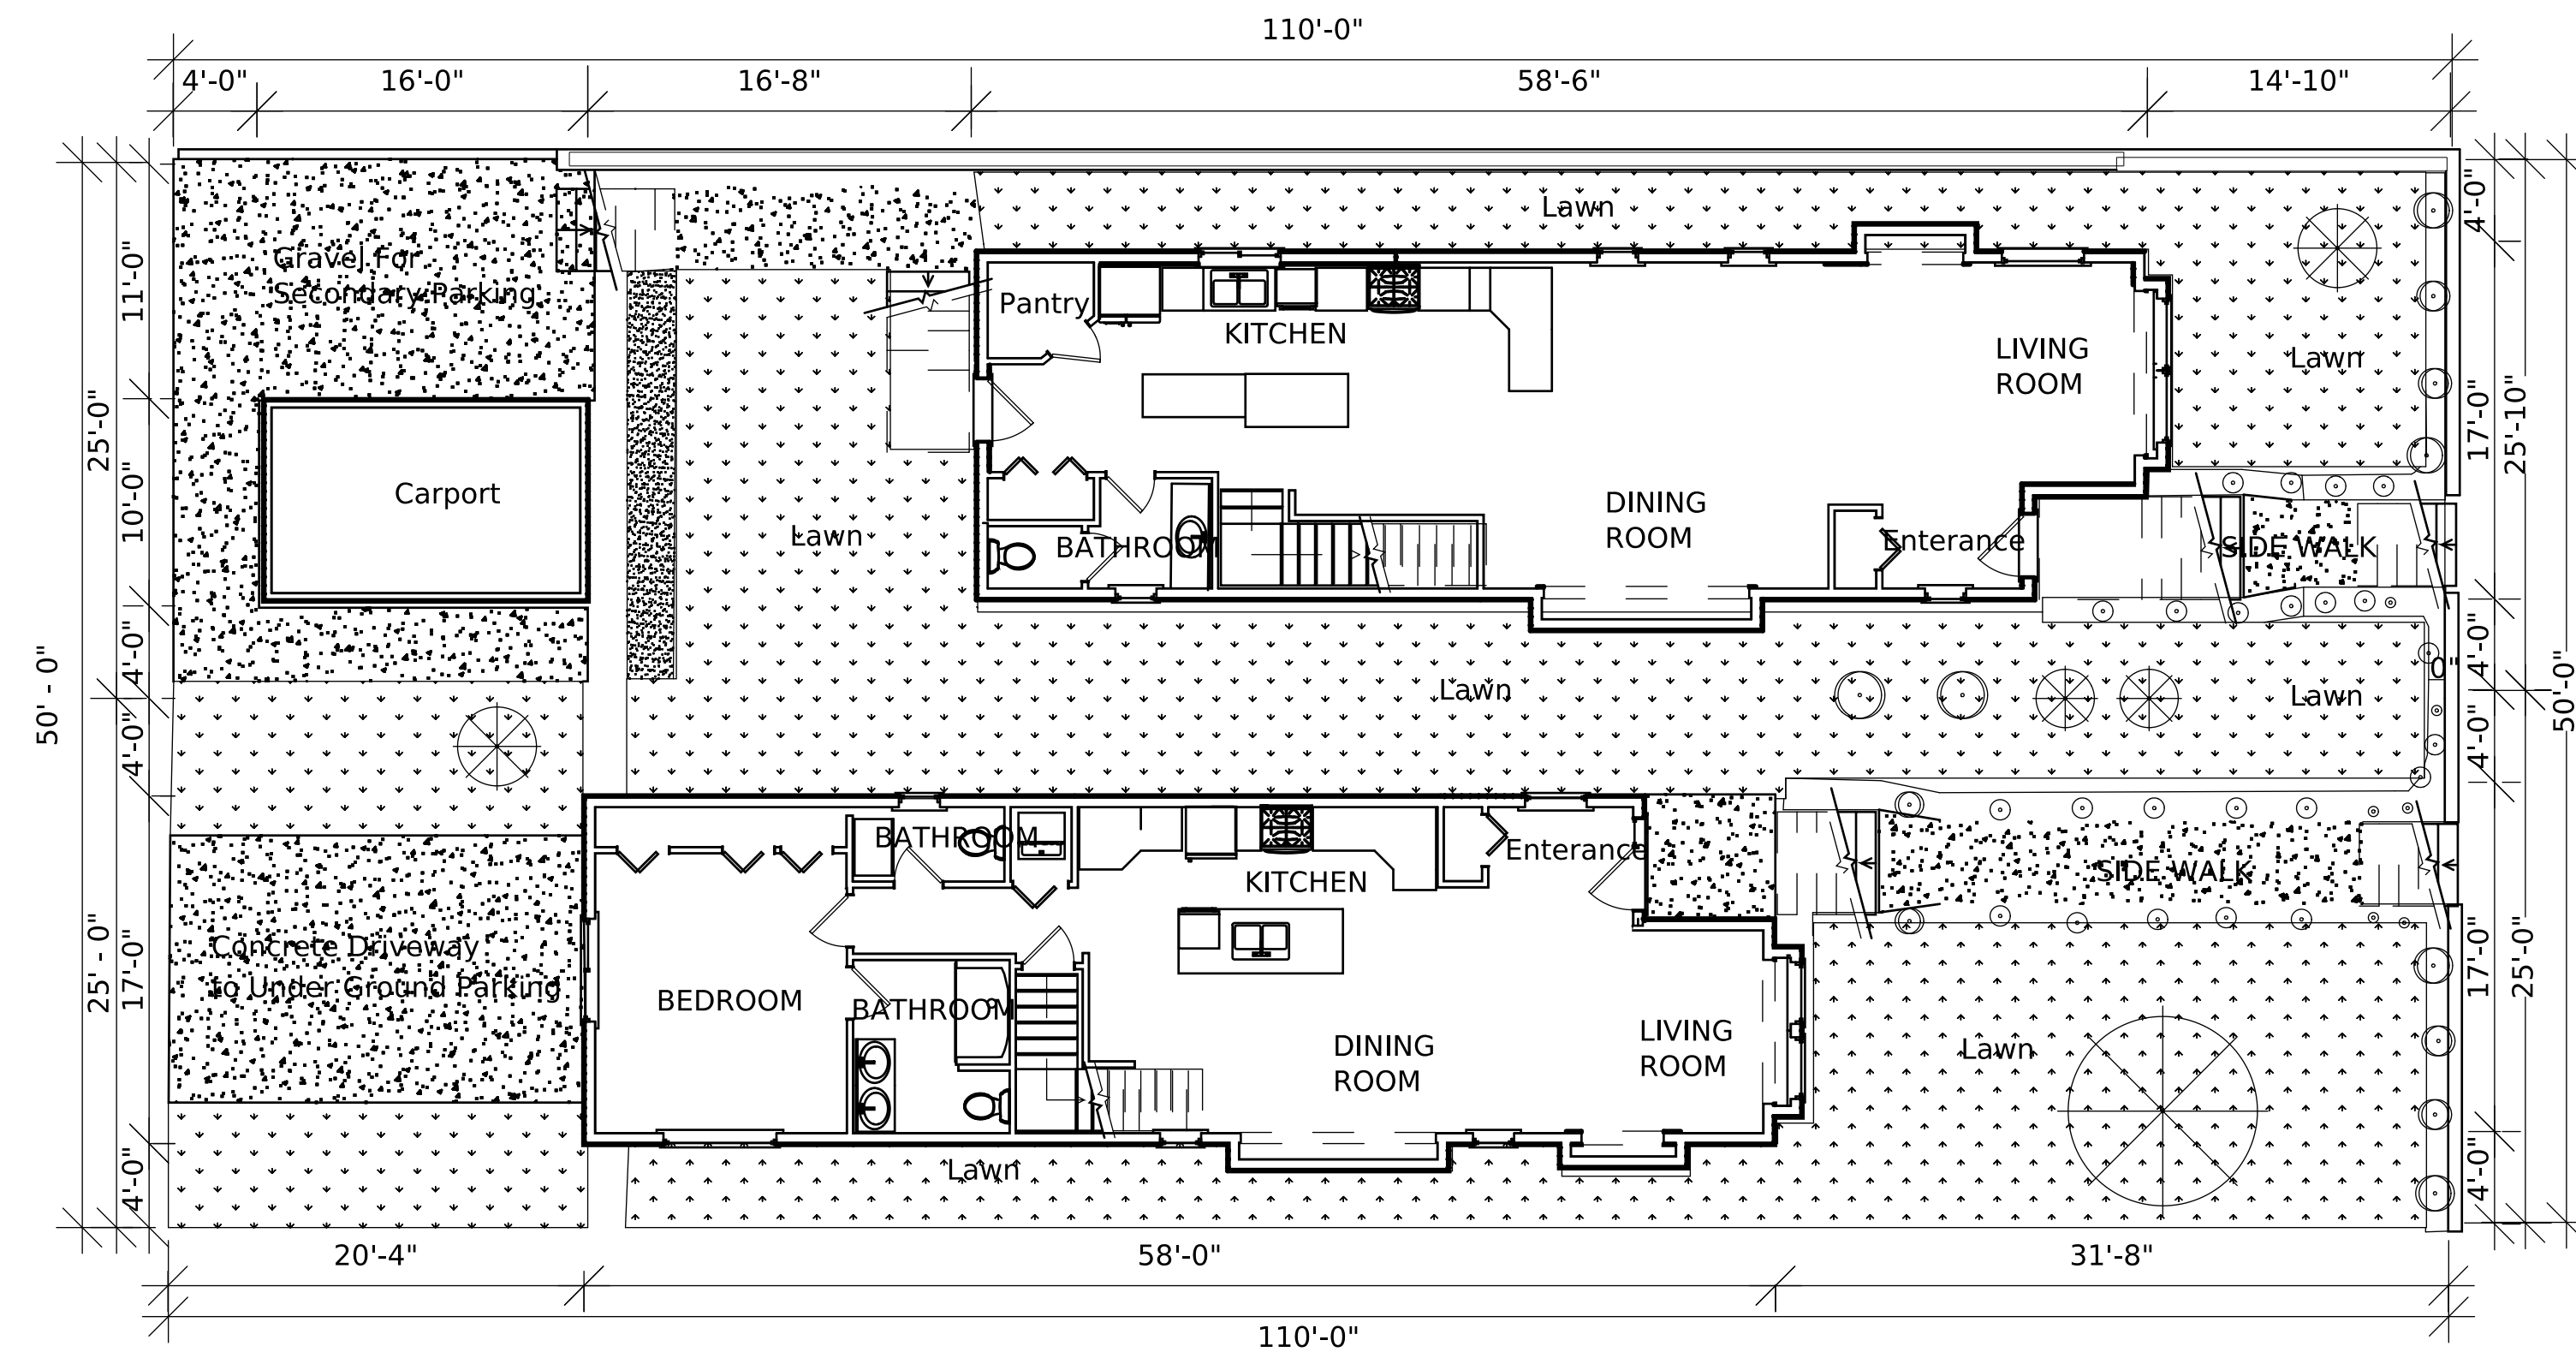 110'-0"
4'-0"
16'-0"
16'-8"
58'-6"
14'-10"
Lawn
4'-0"
11'-0"
Gravel For
Secondary Parking
Pantry
KITCHEN
LIVING
ROOM
Lawn
25'-0"
17'-0"
25'-10"
10'-0"
Carport
Lawn
BATHROOM
DINING
ROOM
Enterance
SIDE WALK
50' - 0"
4'-0"
4'-0"
Lawn
Lawn
0"
4'-0"
4'-0"
50'-0"
BATHROOM
KITCHEN
Enterance
SIDE WALK
25' - 0"
17'-0"
Concrete Driveway
to Under Ground Parking
BEDROOM
BATHROOM
DINING
ROOM
LIVING
ROOM
Lawn
17'-0"
25'-0"
4'-0"
Lawn
4'-0"
20'-4"
58'-0"
31'-8"
110'-0"